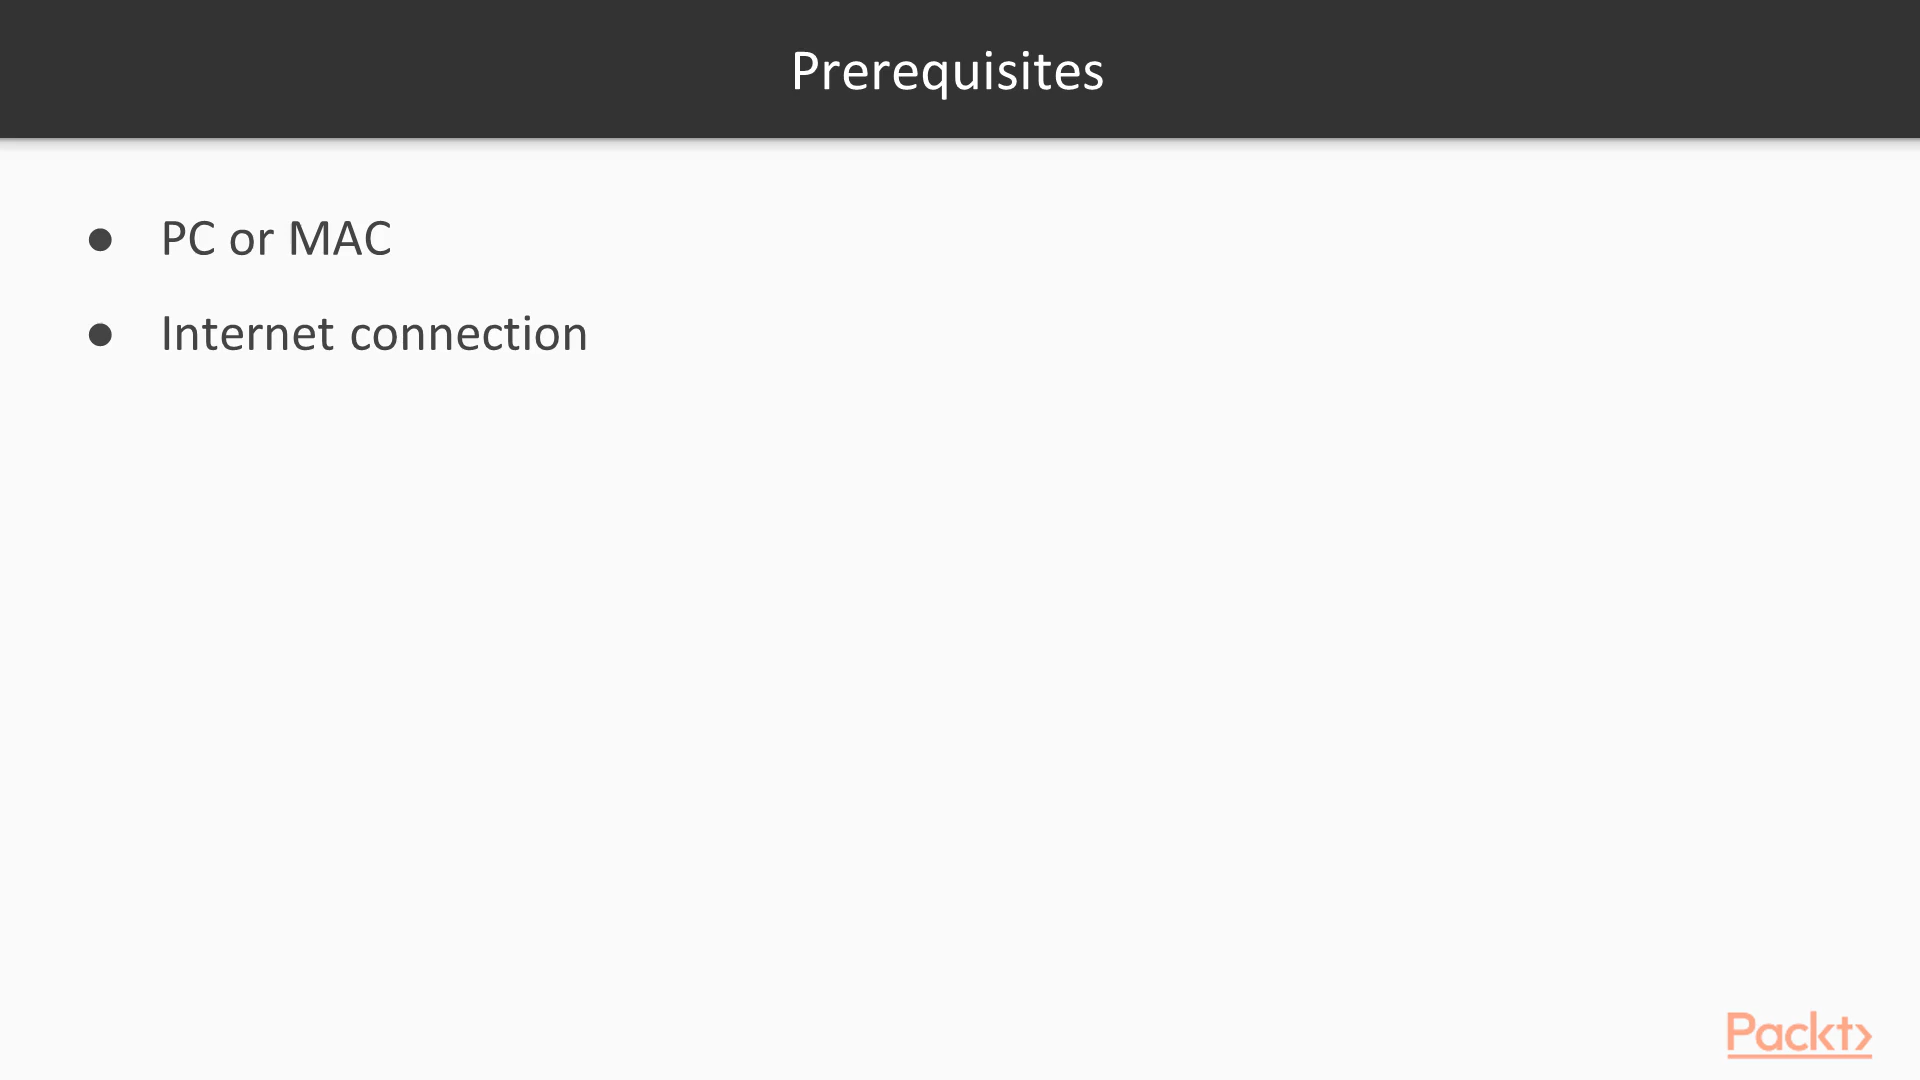 Prerequisites
● PC or MAC
● Internet connection
Packt>